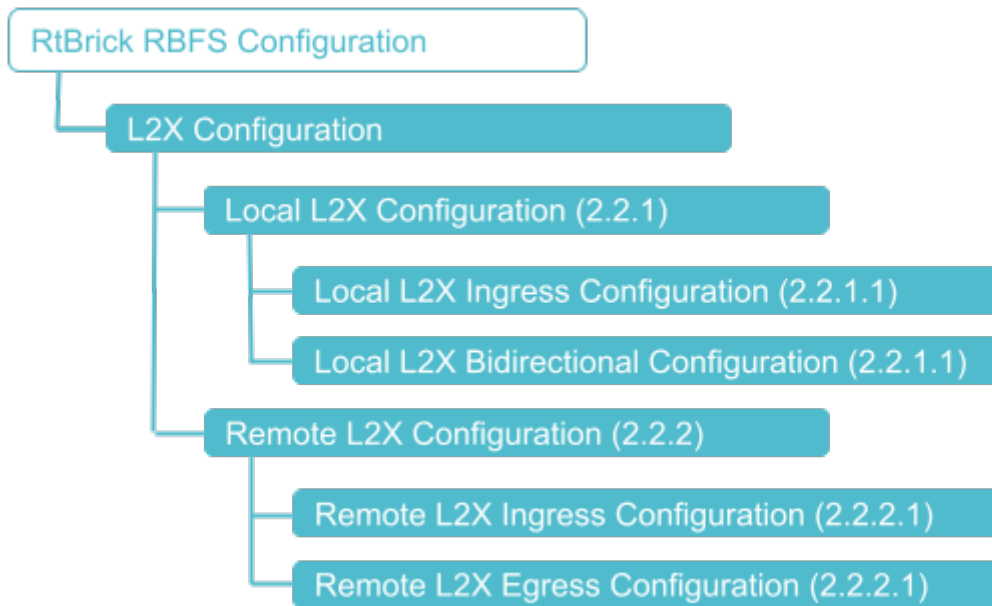 RtBrick RBFS Configuration
L2X Configuration
Local L2X Configuration (2.2.1)
Local L2X Ingress Configuration (2.2.1.1)
Local L2X Bidirectional Configuration (2.2.1.1)
Remote L2X Configuration (2.2.2)
Remote L2X Ingress Configuration (2.2.2.1)
Remote L2X Egress Configuration (2.2.2.1)